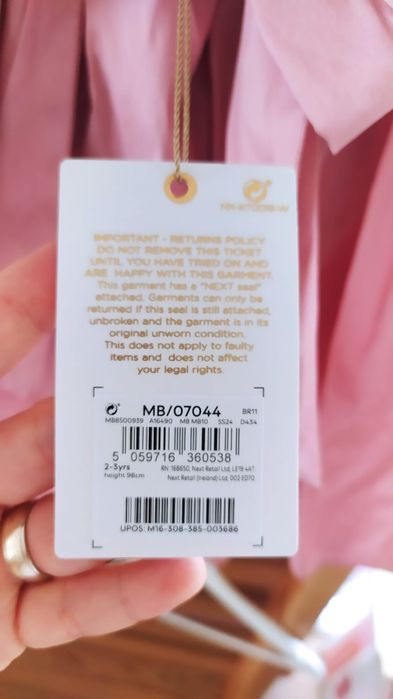 IMPORTANT - RETURNS POLICY
DO NOT REMOVE THIS TICKET
UNTIL YOU HAVE TRIED ON AND
ARE HAPPY WITH THIS GARMENT.
This garment has a "NEXT seal"
attached. Garments can only be
returned if this seal is still attached,
unbroken and the garment is in its
original unworn condition.
This does not apply to faulty
items and does not affect
your legal rights.
MB/07044 BR11
MB8500939 A16490 MB MB10 SS24 D434
5 059716 360538
2-3yrs
height 98cm
RN 168650, Next Retail Ltd, LE19 4AT.
Next Retail (Ireland) Ltd, D02 ED70.
UPOS: M16-308-385-003686